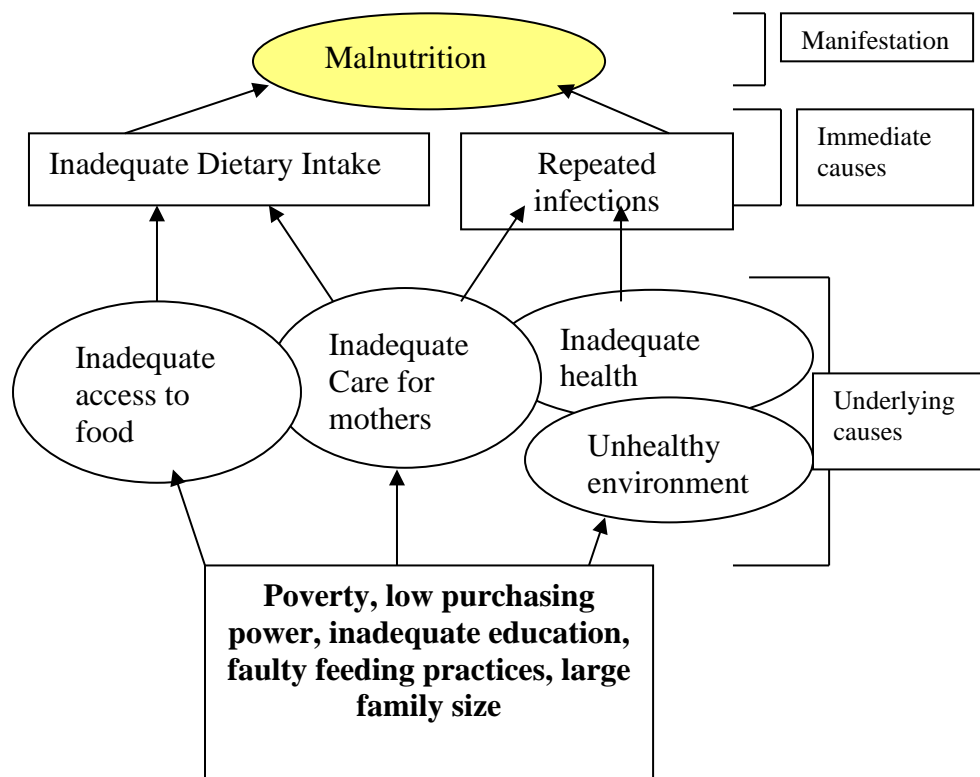 Malnutrition
Manifestation
Inadequate Dietary Intake
Repeated
infections
Immediate
causes
Inadequate
access to
food
Inadequate
Care for
mothers
Inadequate
health
Unhealthy
environment
Underlying
causes
Poverty, low purchasing
power, inadequate education,
faulty feeding practices, large
family size